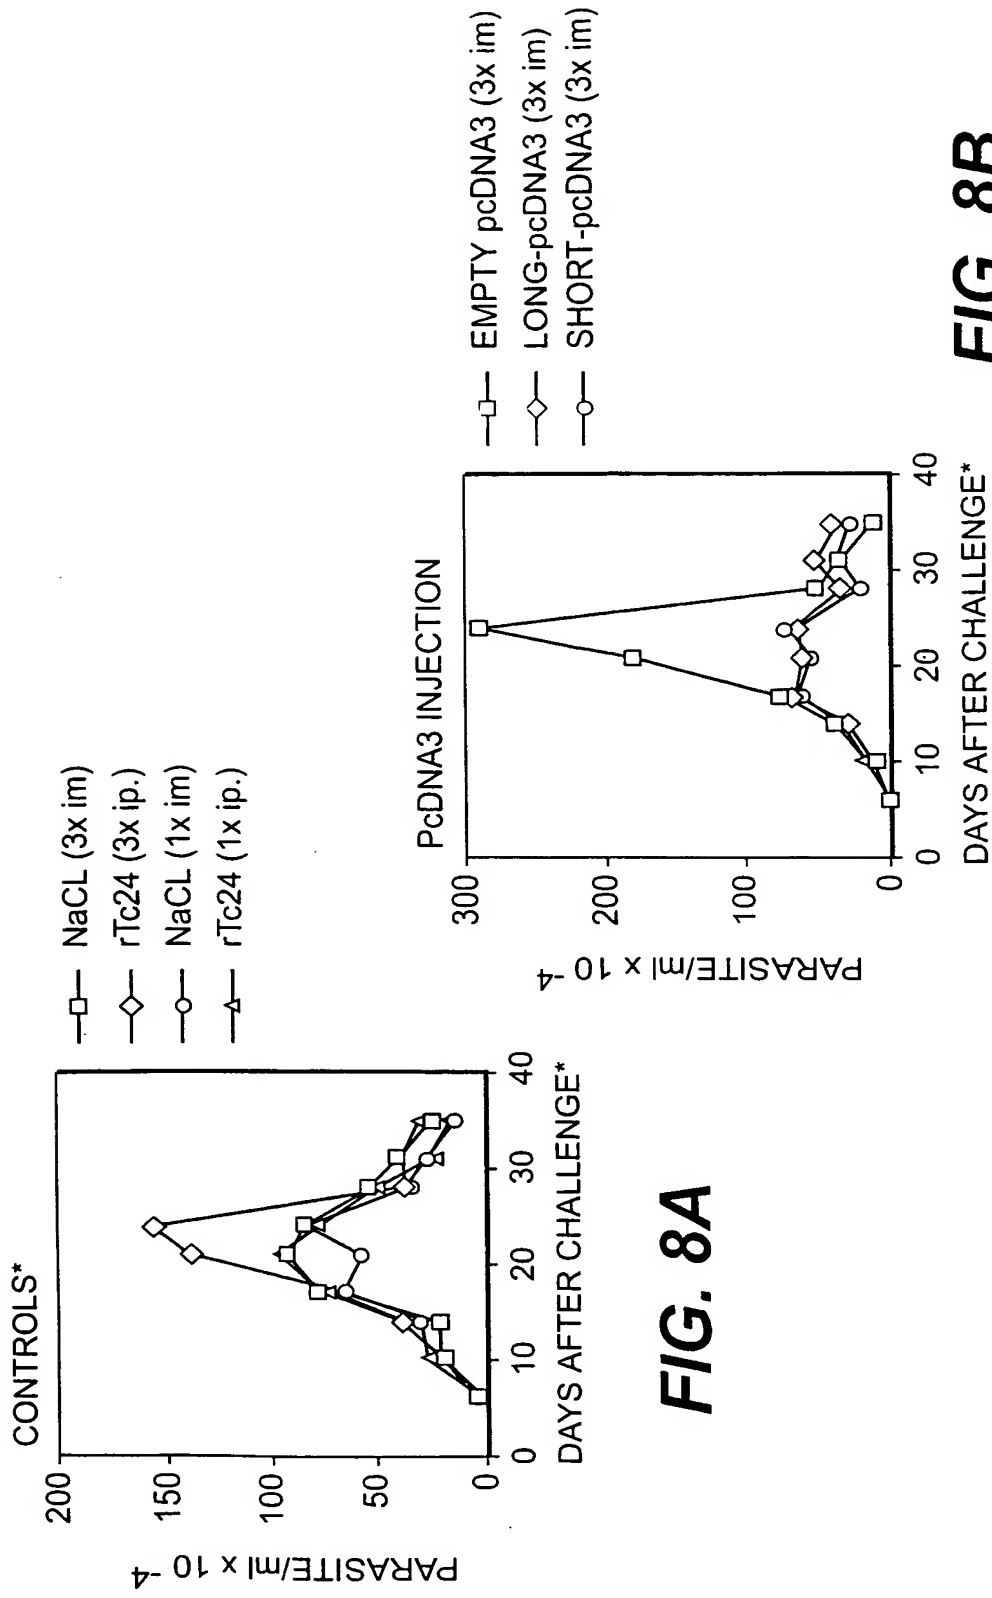 CONTROLS*
200
150
100
50
0
PARASITE/ml x 10 -4
0
10
20
30
40
DAYS AFTER CHALLENGE*
NaCL (3x im)
rTc24 (3x ip.)
NaCL (1x im)
rTc24 (1x ip.)
FIG. 8A
PcDNA3 INJECTION
300
200
100
0
PARASITE/ml x 10 -4
0
10
20
30
40
DAYS AFTER CHALLENGE*
EMPTY pcDNA3 (3x im)
LONG-pcDNA3 (3x im)
SHORT-pcDNA3 (3x im)
FIG. 8B